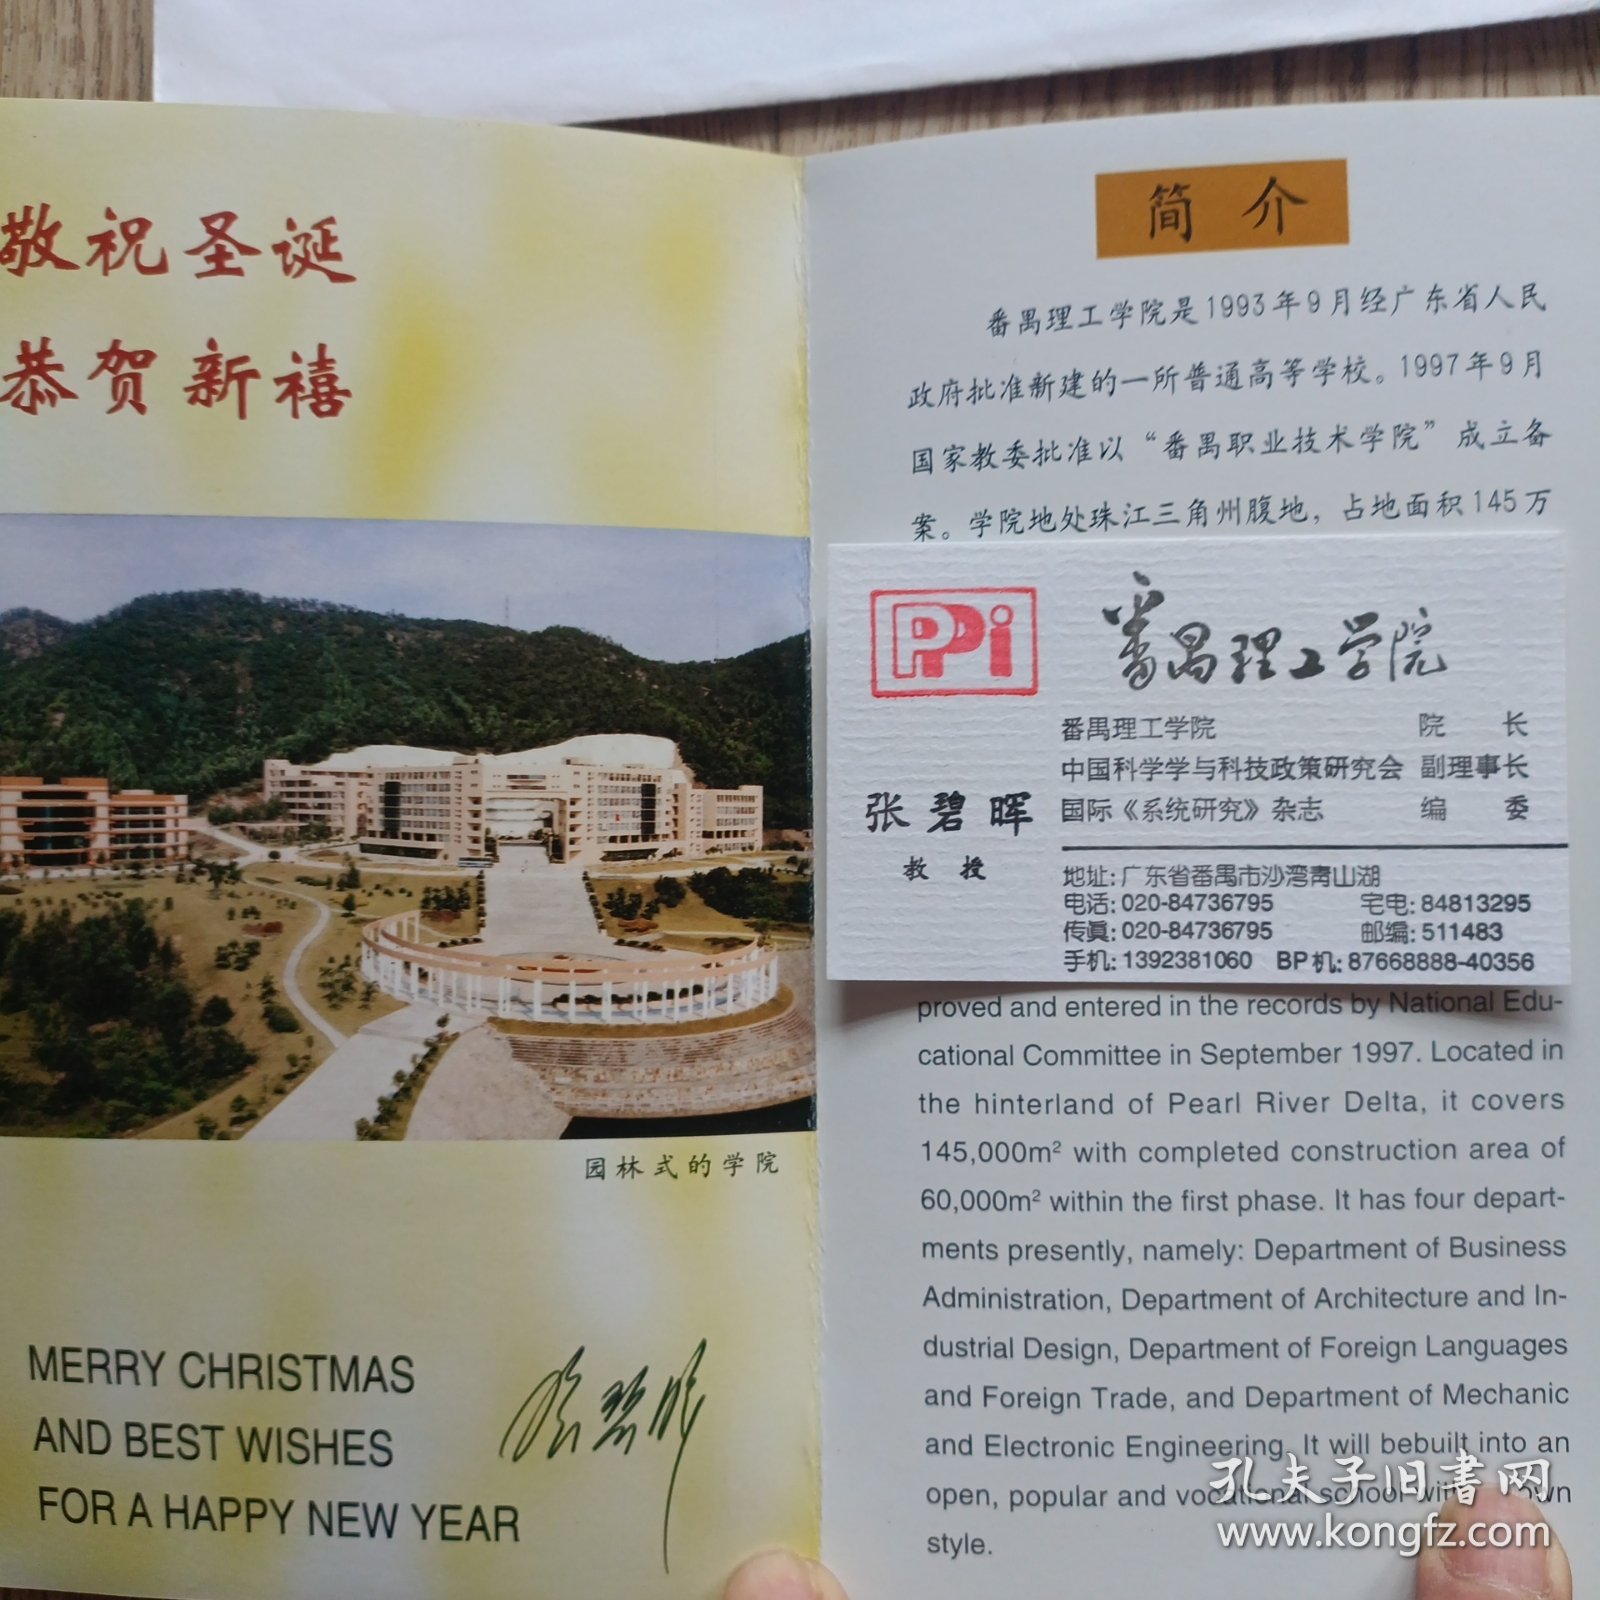 敬祝圣诞
恭贺新禧
园林式的学院
MERRY CHRISTMAS
AND BEST WISHES
FOR A HAPPY NEW YEAR
张碧晖
简介
番禺理工学院是1993年9月经广东省人民
政府批准新建的一所普通高等学校。1997年9月
国家教委批准以“番禺职业技术学院”成立备
案。学院地处珠江三角州腹地，占地面积145万
PPi
番禺理工学院
番禺理工学院 院长
中国科学学与科技政策研究会 副理事长
国际《系统研究》杂志 编委
张碧晖
教授
地址:广东省番禺市沙湾青山湖
电话:020-84736795 宅电:84813295
传真:020-84736795 邮编:511483
手机:1392381060 BP机:87668888-40356
proved and entered in the records by National Edu-
cational Committee in September 1997. Located in
the hinterland of Pearl River Delta, it covers
145,000m² with completed construction area of
60,000m² within the first phase. It has four depart-
ments presently, namely: Department of Business
Administration, Department of Architecture and In-
dustrial Design, Department of Foreign Languages
and Foreign Trade, and Department of Mechanic
and Electronic Engineering. It will bebuilt into an
open, popular and vocational school with own
style.
孔夫子旧书网
www.kongfz.com